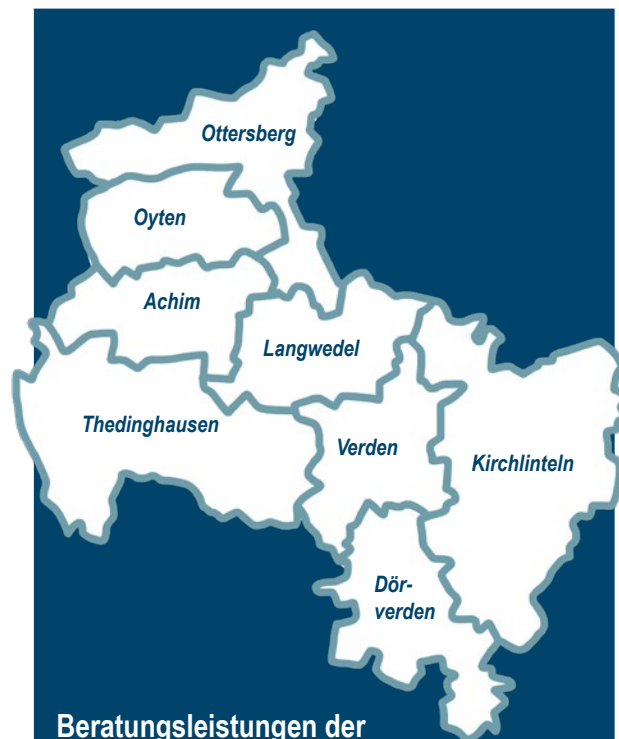 Ottersberg
Oyten
Achim
Langwedel
Thedinghausen
Verden
Kirchlinteln
Dör-
verden
Beratungsleistungen der